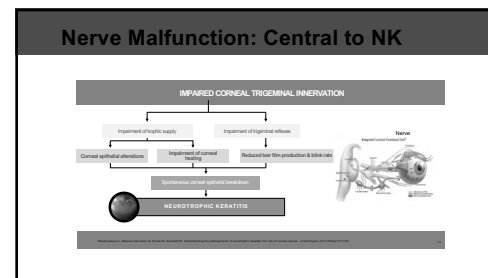 Nerve Malfunction: Central to NK
IMPAIRED CORNEAL TRIGEMINAL INNERVATION
Impairment of trophic supply
Impairment of trigeminal reflexes
Corneal epithelial alterations
Impairment of corneal
healing
Reduced tear film production & blink rate
Spontaneous corneal epithelial breakdown
NEUROTROPHIC KERATITIS
Nerve